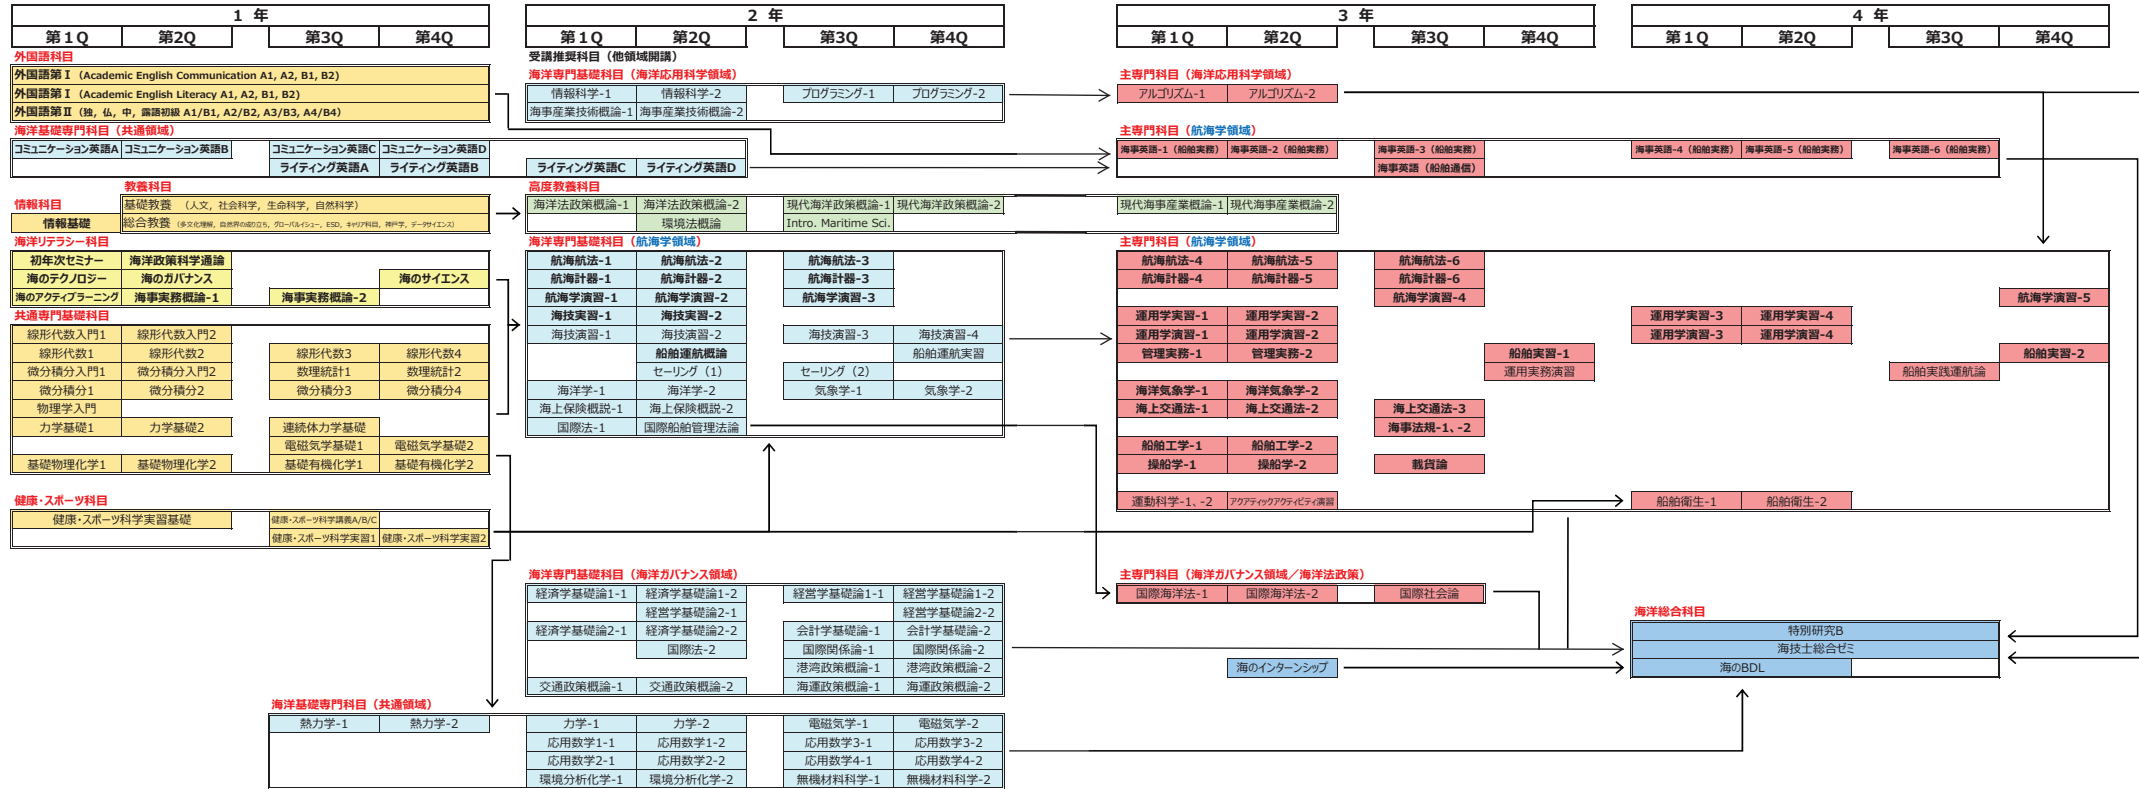 1 年 2 年 3 年 4 年
第１Q 第2Q 第3Q 第4Q 第１Q 第2Q 第3Q 第4Q 第１Q 第2Q 第3Q 第4Q 第１Q 第2Q 第3Q 第4Q
外国語科目 受講推奨科目（他領域開講）
外国語第Ⅰ（Academic English Communication A1, A2, B1, B2） 海洋専門基礎科目（海洋応用科学領域） 主専門科目（海洋応用科学領域）
外国語第Ⅰ（Academic English Literacy A1, A2, B1, B2） 情報科学-1 情報科学-2 プログラミング-1 プログラミング-2 アルゴリズム-1 アルゴリズム-2
外国語第Ⅱ（独, 仏, 中, 露語初級 A1/B1, A2/B2, A3/B3, A4/B4） 海事産業技術概論-1 海事産業技術概論-2
海洋基礎専門科目（共通領域） 主専門科目（航海学領域）
コミュニケーション英語A コミュニケーション英語B コミュニケーション英語C コミュニケーション英語D 海事英語-1（船舶実務） 海事英語-2（船舶実務） 海事英語-3（船舶実務） 海事英語-4（船舶実務） 海事英語-5（船舶実務） 海事英語-6（船舶実務）
ライティング英語A ライティング英語B ライティング英語C ライティング英語D 海事英語（船舶通信）
教養科目 高度教養科目
情報科目 基礎教養 （人文, 社会科学, 生命科学, 自然科学） 海洋法政策概論-1 海洋法政策概論-2 現代海洋政策概論-1 現代海洋政策概論-2 現代海事産業概論-1 現代海事産業概論-2
情報基礎 総合教養 （多文化理解, 自然界の成り立ち, グローバルイシュー, ESD, キャリア科目, 神戸学, データサイエンス） 環境法概論 Intro. Maritime Sci.
海洋リテラシー科目 海洋専門基礎科目（航海学領域） 主専門科目（航海学領域）
初年次セミナー 海洋政策科学通論 航海航法-1 航海航法-2 航海航法-3 航海航法-4 航海航法-5 航海航法-6
海のテクノロジー 海のガバナンス 海のサイエンス 航海計器-1 航海計器-2 航海計器-3 航海計器-4 航海計器-5 航海計器-6
海のアクティブラーニング 海事実務概論-1 海事実務概論-2 航海学演習-1 航海学演習-2 航海学演習-3 航海学演習-4 航海学演習-5
共通専門基礎科目 海技実習-1 海技実習-2 運用学実習-1 運用学実習-2 運用学実習-3 運用学実習-4
線形代数入門1 線形代数入門2 海技演習-1 海技演習-2 海技演習-3 海技演習-4 運用学演習-1 運用学演習-2 運用学演習-3 運用学演習-4
線形代数1 線形代数2 線形代数3 線形代数4 船舶運航概論 船舶運航実習 管理実務-1 管理実務-2 船舶実習-1 船舶実習-2
微分積分入門1 微分積分入門2 数理統計1 数理統計2 セーリング（1） セーリング（2） 運用実務演習 船舶実践運航論
微分積分1 微分積分2 微分積分3 微分積分4 海洋学-1 海洋学-2 気象学-1 気象学-2 海洋気象学-1 海洋気象学-2
物理学入門 海上保険概説-1 海上保険概説-2 海上交通法-1 海上交通法-2 海上交通法-3
力学基礎1 力学基礎2 連続体力学基礎 国際法-1 国際船舶管理法論 海事法規-1、-2
電磁気学基礎1 電磁気学基礎2 船舶工学-1 船舶工学-2
基礎物理化学1 基礎物理化学2 基礎有機化学1 基礎有機化学2 操船学-1 操船学-2 載貨論
健康・スポーツ科目 運動科学-1、-2 アクアティックアクティビティ演習 船舶衛生-1 船舶衛生-2
健康・スポーツ科学実習基礎 健康・スポーツ科学講義A/B/C
健康・スポーツ科学実習1 健康・スポーツ科学実習2
海洋専門基礎科目（海洋ガバナンス領域） 主専門科目（海洋ガバナンス領域／海洋法政策）
経済学基礎論1-1 経済学基礎論1-2 経営学基礎論1-1 経営学基礎論1-2 国際海洋法-1 国際海洋法-2 国際社会論
経営学基礎論2-1 経営学基礎論2-2 海洋総合科目
経済学基礎論2-1 経済学基礎論2-2 会計学基礎論-1 会計学基礎論-2 特別研究B
国際法-2 国際関係論-1 国際関係論-2 海技士総合ゼミ
港湾政策概論-1 港湾政策概論-2 海のインターンシップ 海のBDL
交通政策概論-1 交通政策概論-2 海運政策概論-1 海運政策概論-2
海洋基礎専門科目（共通領域）
熱力学-1 熱力学-2 力学-1 力学-2 電磁気学-1 電磁気学-2
応用数学1-1 応用数学1-2 応用数学3-1 応用数学3-2
応用数学2-1 応用数学2-2 応用数学4-1 応用数学4-2
環境分析化学-1 環境分析化学-2 無機材料科学-1 無機材料科学-2